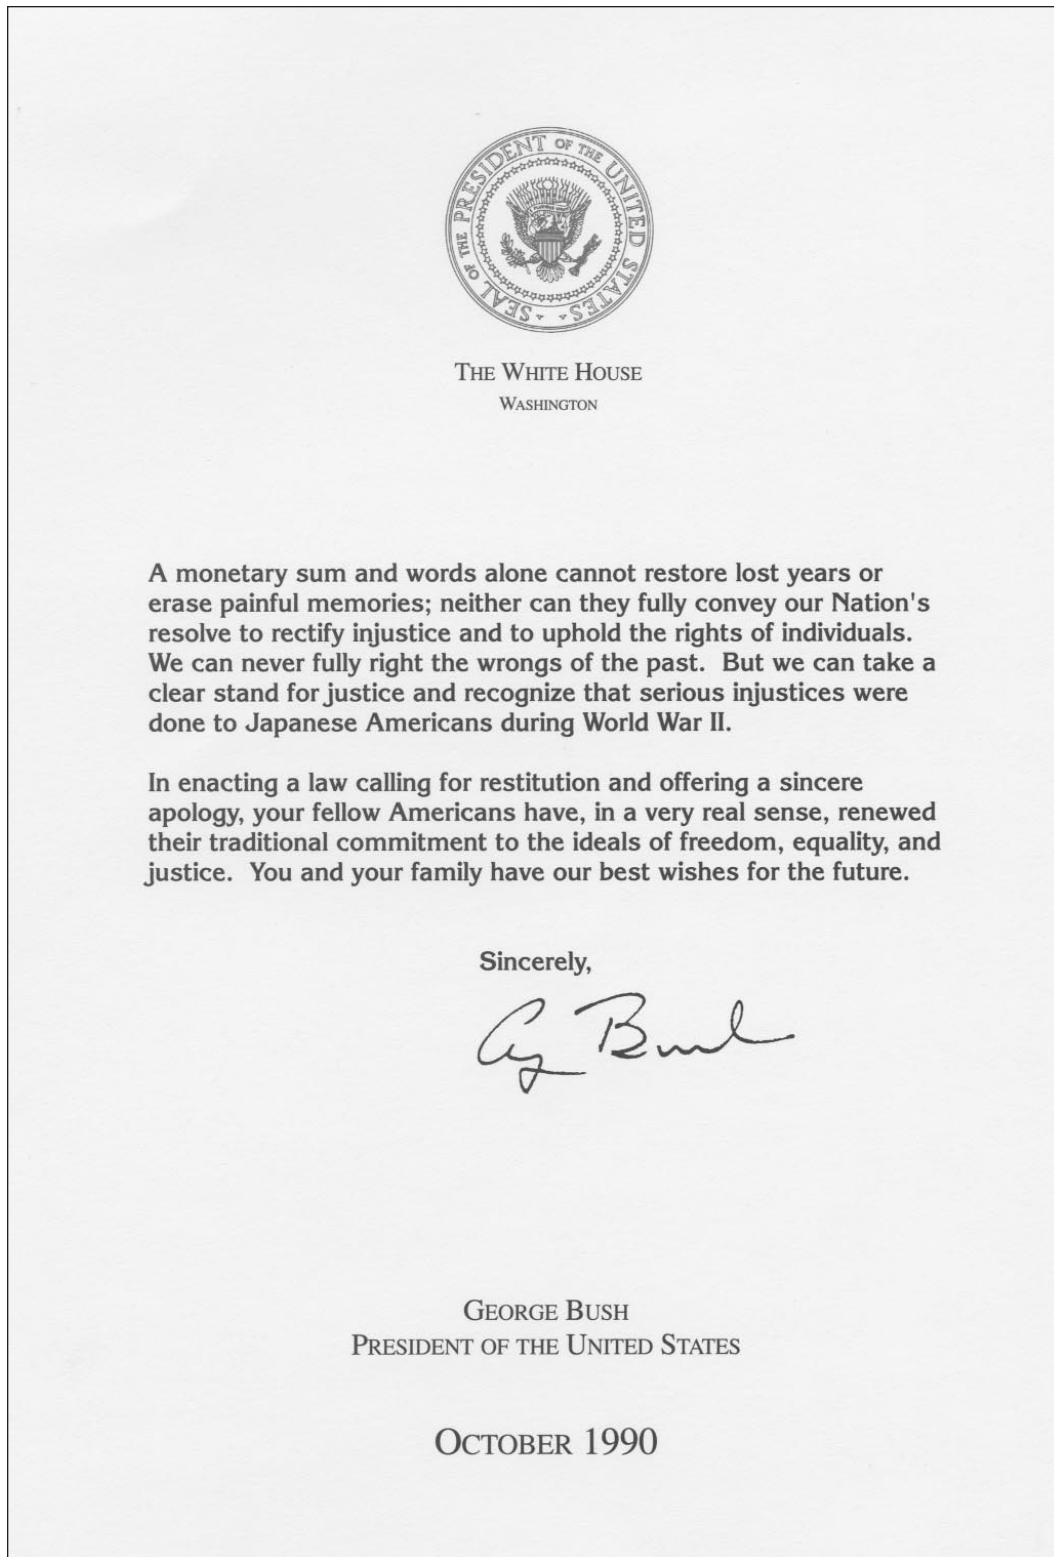 SEAL OF THE PRESIDENT OF THE UNITED STATES
THE WHITE HOUSE
WASHINGTON
A monetary sum and words alone cannot restore lost years or
erase painful memories; neither can they fully convey our Nation's
resolve to rectify injustice and to uphold the rights of individuals.
We can never fully right the wrongs of the past.  But we can take a
clear stand for justice and recognize that serious injustices were
done to Japanese Americans during World War II.
In enacting a law calling for restitution and offering a sincere
apology, your fellow Americans have, in a very real sense, renewed
their traditional commitment to the ideals of freedom, equality, and
justice.  You and your family have our best wishes for the future.
Sincerely,
GEORGE BUSH
PRESIDENT OF THE UNITED STATES
OCTOBER 1990